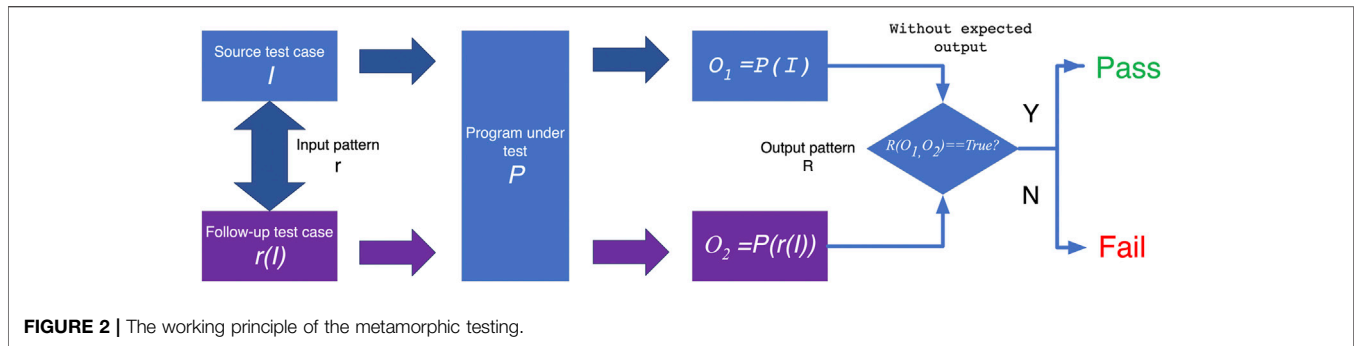 Source test case
I
Input pattern
r
Follow-up test case
r(I)
Program under
test
P
O1 =P(I)
O2 =P(r(I))
Without expected
output
Output pattern
R
R(O1,O2)==True?
Y
N
Pass
Fail
FIGURE 2 | The working principle of the metamorphic testing.